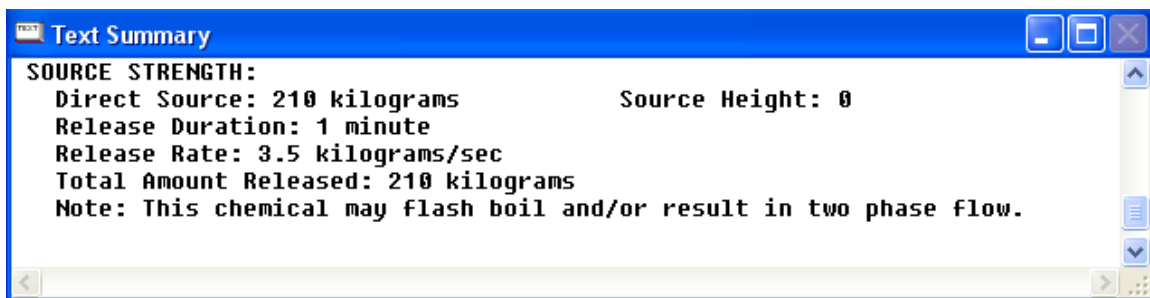 Text Summary
SOURCE STRENGTH:
Direct Source: 210 kilograms Source Height: 0
Release Duration: 1 minute
Release Rate: 3.5 kilograms/sec
Total Amount Released: 210 kilograms
Note: This chemical may flash boil and/or result in two phase flow.